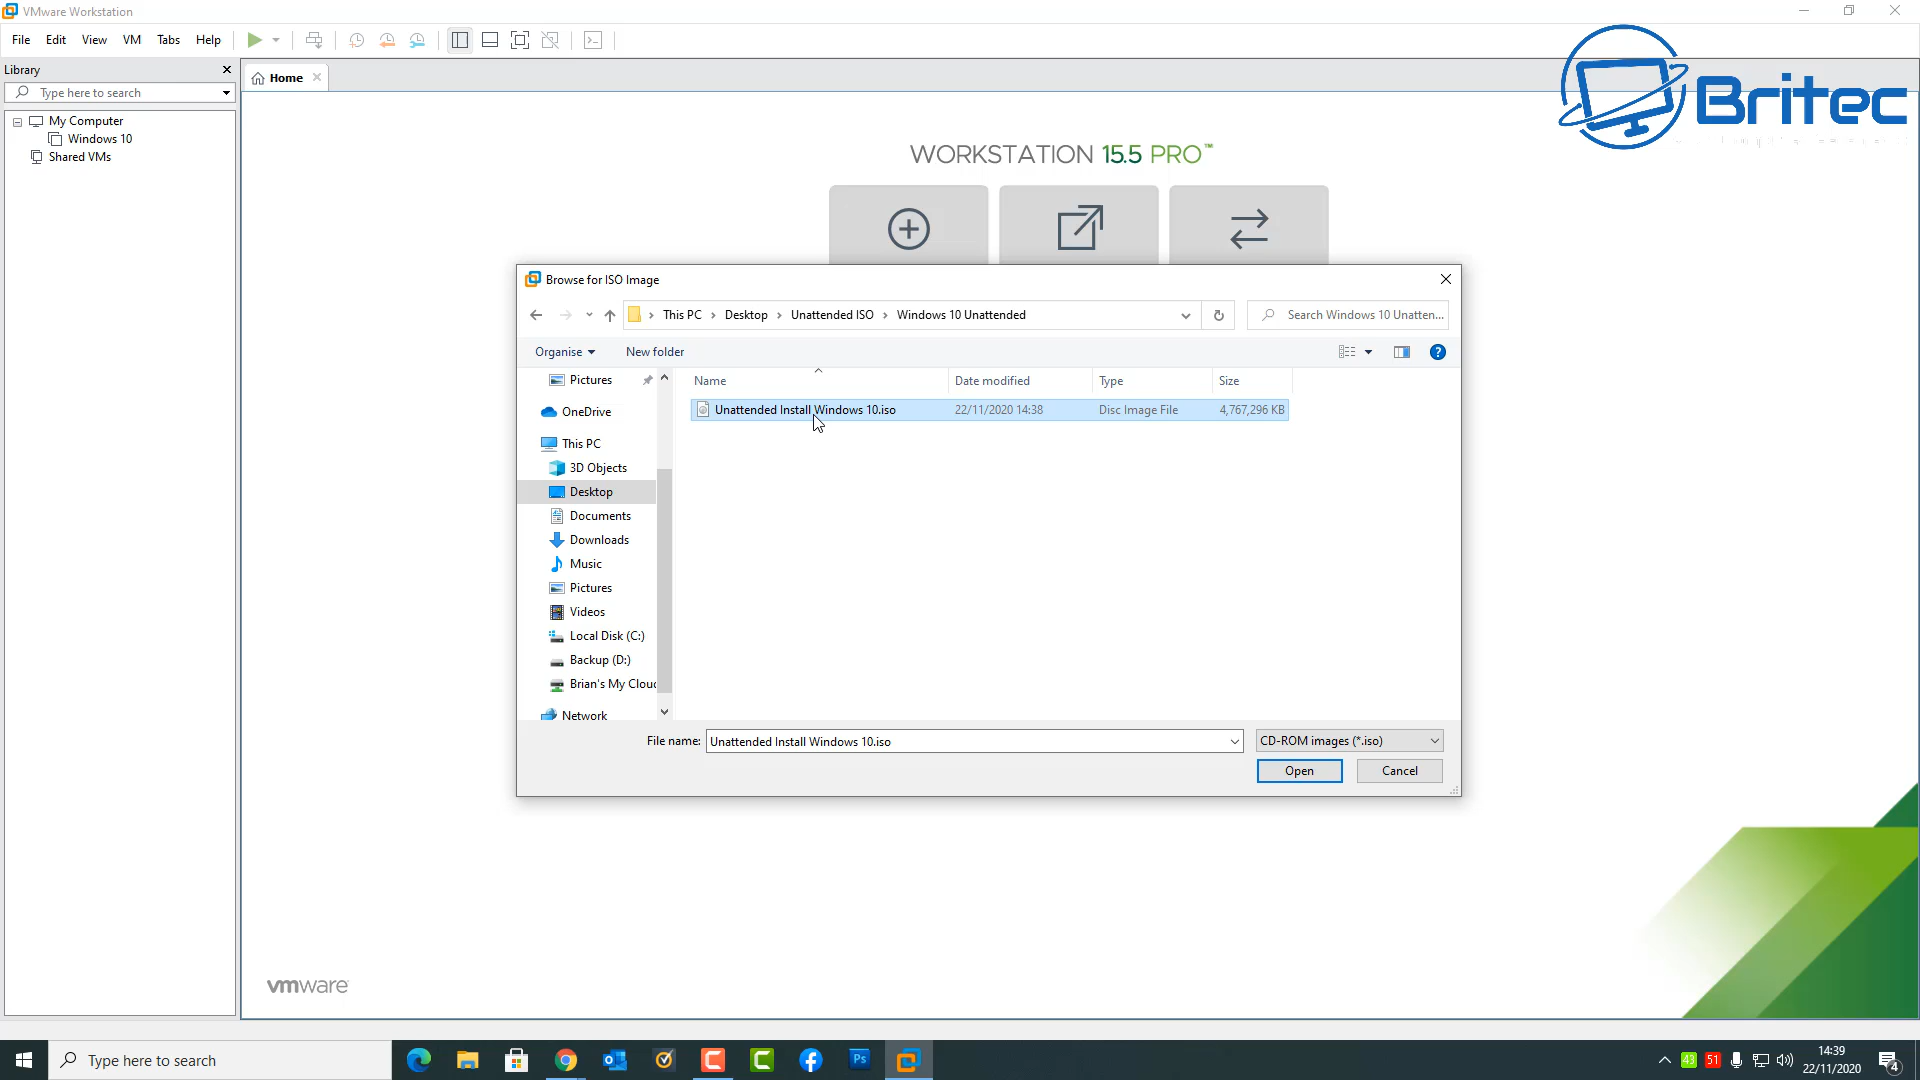 VMware Workstation
File Edit View VM Tabs Help
Library
Type here to search
My Computer
Windows 10
Shared VMs
Home
Britec
WORKSTATION 15.5 PRO™
Browse for ISO Image
This PC Desktop Unattended ISO Windows 10 Unattended
Search Windows 10 Unatten...
Organise New folder
Name Date modified Type Size
Unattended Install Windows 10.iso 22/11/2020 14:38 Disc Image File 4,767,296 KB
Pictures
OneDrive
This PC
3D Objects
Desktop
Documents
Downloads
Music
Pictures
Videos
Local Disk (C:)
Backup (D:)
Brian's My Cloud
Network
File name: Unattended Install Windows 10.iso CD-ROM images (*.iso)
Open Cancel
vmware
Type here to search
Ps
43 51
14:39
22/11/2020
4